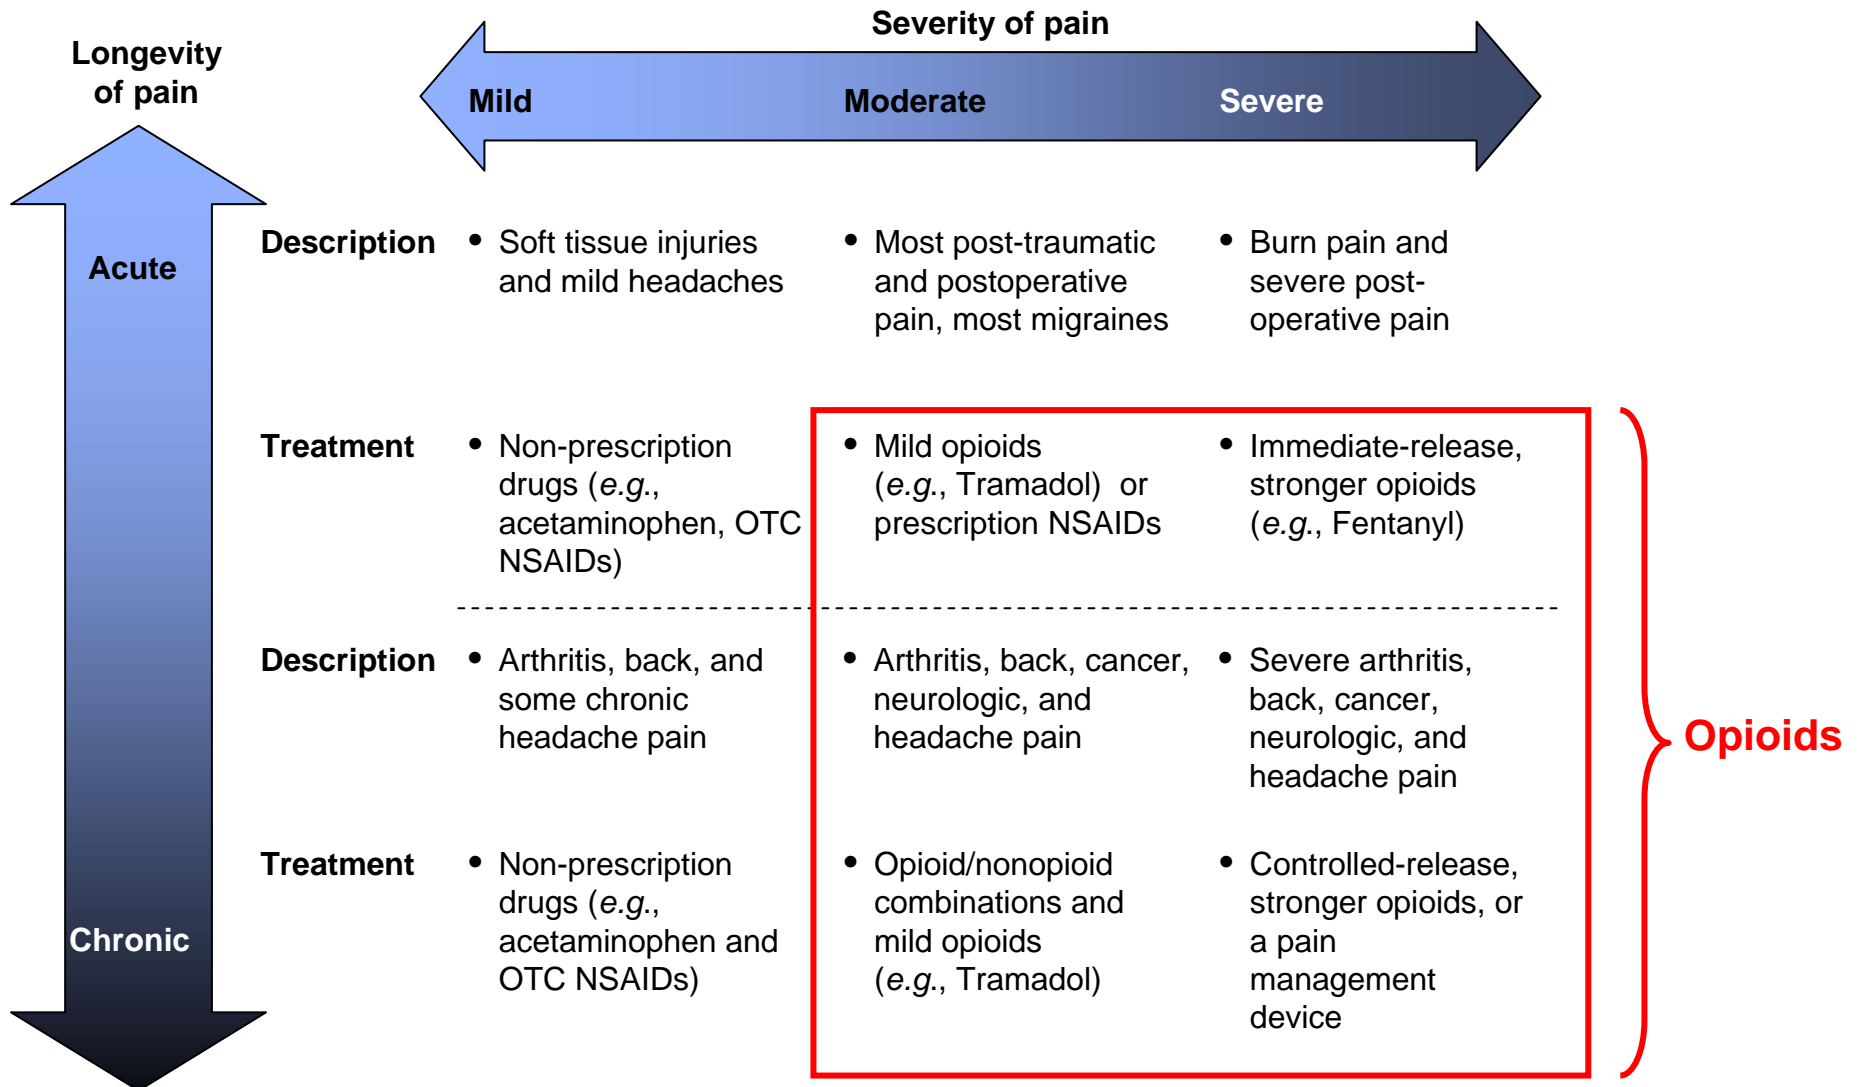 Severity of pain
Longevity
of pain
Mild
Moderate
Severe
Acute
Description
• Soft tissue injuries
and mild headaches
• Most post-traumatic
and postoperative
pain, most migraines
• Burn pain and
severe post-
operative pain
Treatment
• Non-prescription
drugs (e.g.,
acetaminophen, OTC
NSAIDs)
• Mild opioids
(e.g., Tramadol) or
prescription NSAIDs
• Immediate-release,
stronger opioids
(e.g., Fentanyl)
Description
• Arthritis, back, and
some chronic
headache pain
• Arthritis, back, cancer,
neurologic, and
headache pain
• Severe arthritis,
back, cancer,
neurologic, and
headache pain
Opioids
Treatment
• Non-prescription
drugs (e.g.,
acetaminophen and
OTC NSAIDs)
• Opioid/nonopioid
combinations and
mild opioids
(e.g., Tramadol)
• Controlled-release,
stronger opioids, or
a pain
management
device
Chronic